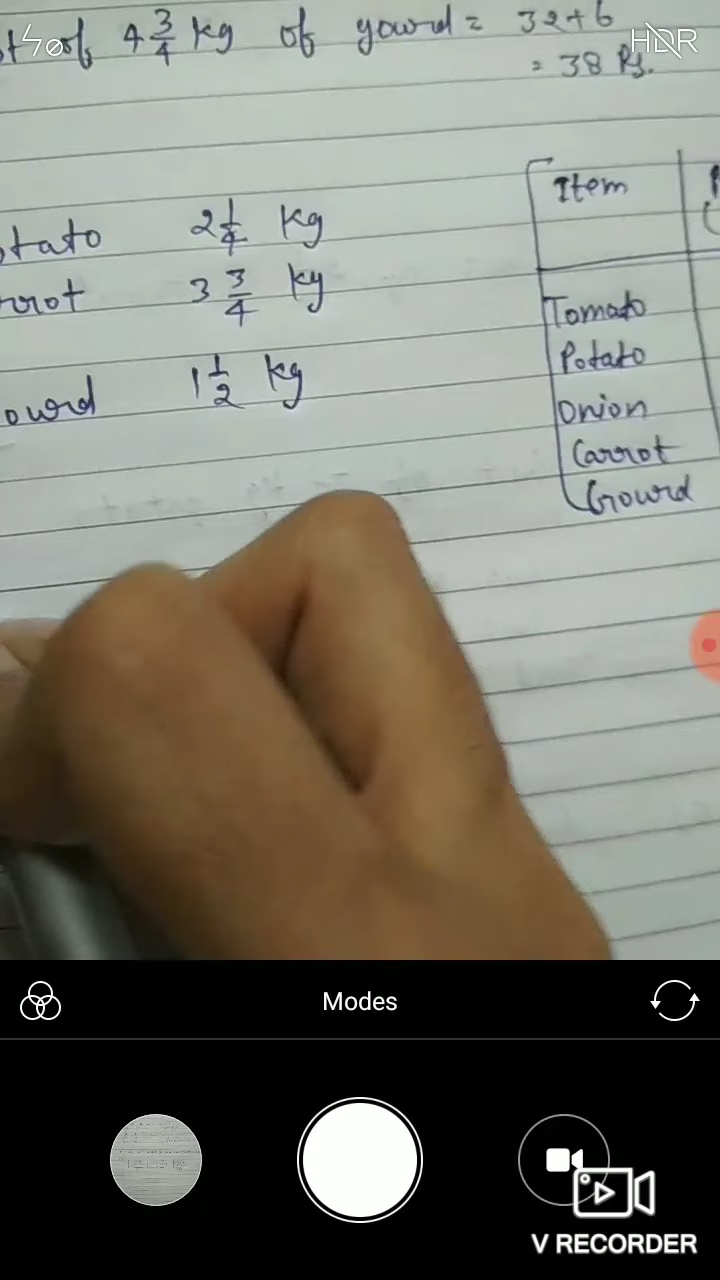 of 4 3/4 kg of gourd = 32+6
= 38 Rs.
HDR
tato 2 1/4 kg
rrot 3 3/4 kg
ourd 1 1/2 kg
Item
Tomato
Potato
Onion
Carrot
Gourd
Modes
V RECORDER